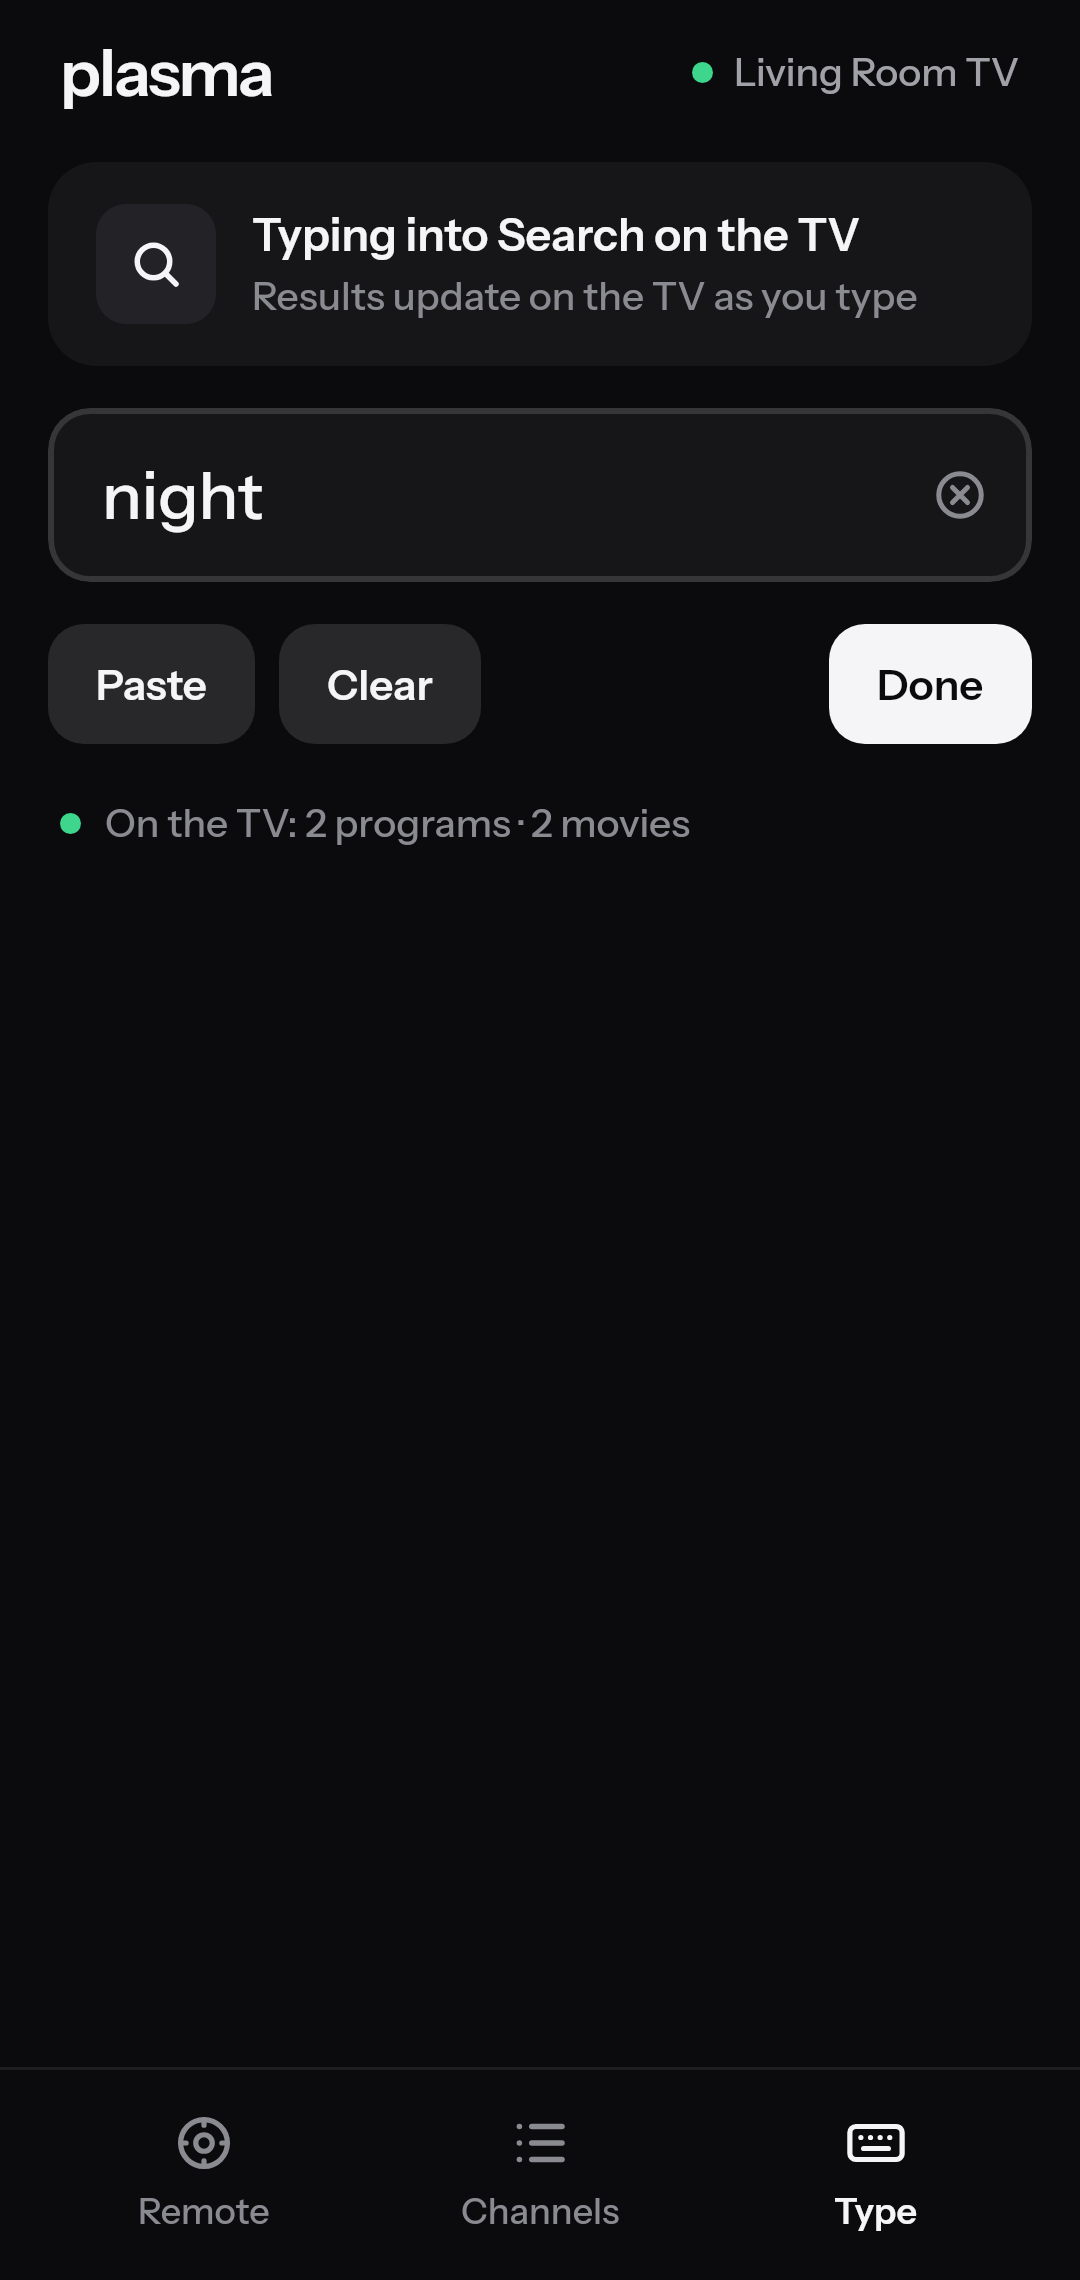 plasma
Living Room TV
Typing into Search on the TV
Results update on the TV as you type
night
Paste
Clear
Done
On the TV: 2 programs · 2 movies
Remote
Channels
Type